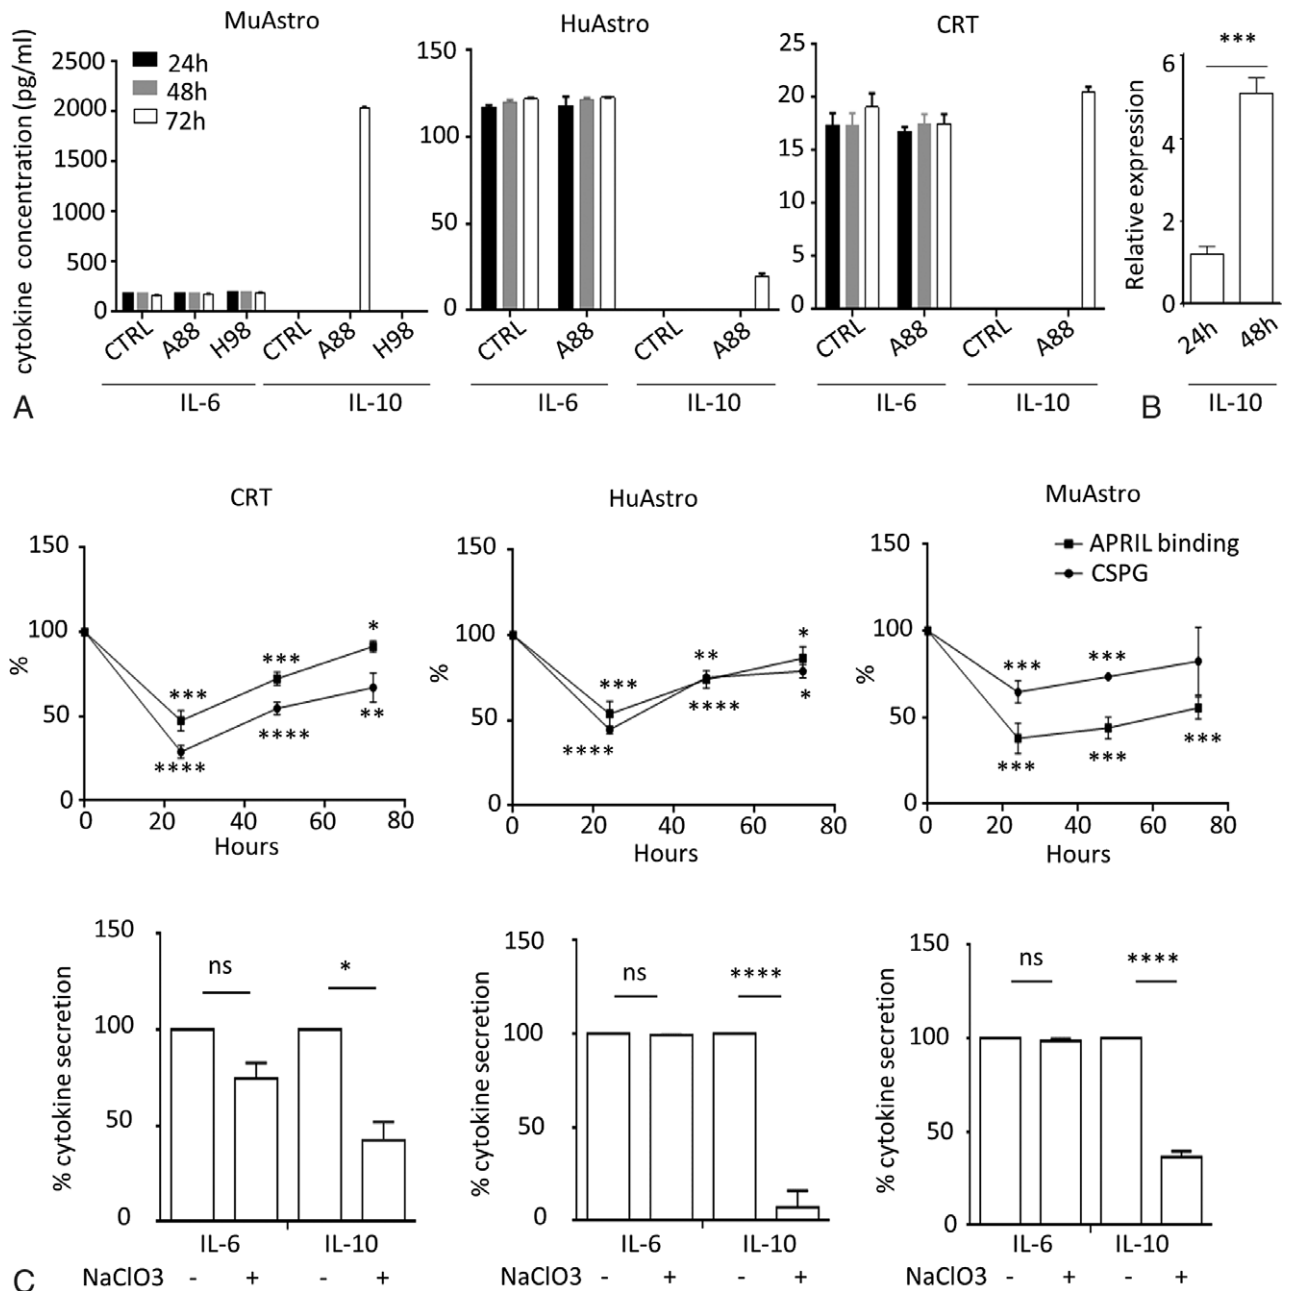 MuAstro
HuAstro
CRT
cytokine concentration (pg/ml)
2500
2000
1500
1000
500
0
24h
48h
72h
CTRL
A88
H98
CTRL
A88
H98
IL-6
IL-10
150
100
50
0
CTRL
A88
CTRL
A88
IL-6
IL-10
25
20
15
10
5
0
CTRL
A88
CTRL
A88
IL-6
IL-10
A
***
Relative expression
6
4
2
0
24h
48h
IL-10
B
CRT
%
150
100
50
0
***
***
*
****
****
**
0
20
40
60
80
Hours
HuAstro
%
150
100
50
0
***
**
*
****
****
*
0
20
40
60
80
Hours
MuAstro
APRIL binding
CSPG
%
150
100
50
0
***
***
***
***
***
0
20
40
60
80
Hours
% cytokine secretion
150
100
50
0
ns
*
IL-6
IL-10
NaClO3 - + - +
% cytokine secretion
150
100
50
0
ns
****
IL-6
IL-10
NaClO3 - + - +
% cytokine secretion
150
100
50
0
ns
****
IL-6
IL-10
NaClO3 - + - +
C